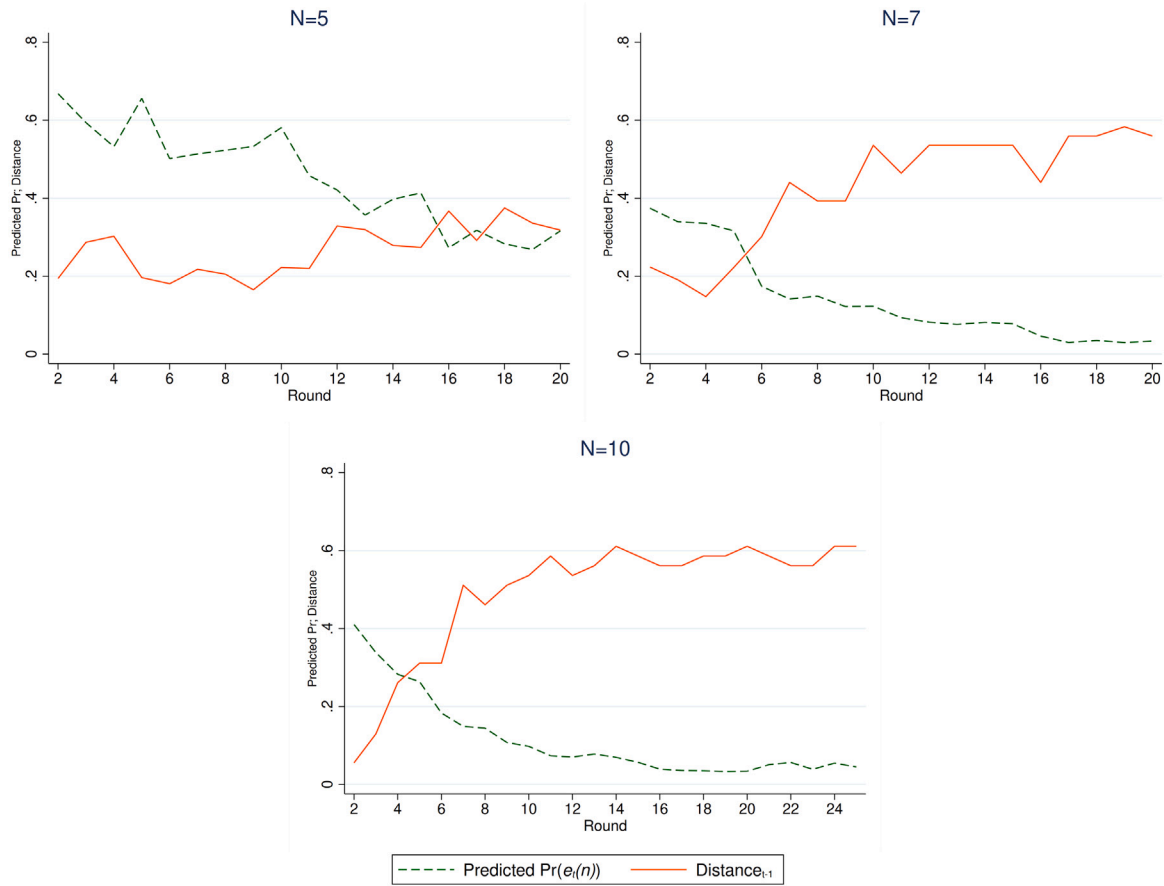 N=5
.8
.6
.4
.2
0
Predicted Pr; Distance
2 4 6 8 10 12 14 16 18 20
Round
N=7
.8
.6
.4
.2
0
Predicted Pr; Distance
2 4 6 8 10 12 14 16 18 20
Round
N=10
.8
.6
.4
.2
0
Predicted Pr; Distance
2 4 6 8 10 12 14 16 18 20 22 24
Round
Predicted Pr(eₜ(n)) Distanceₜ₋₁